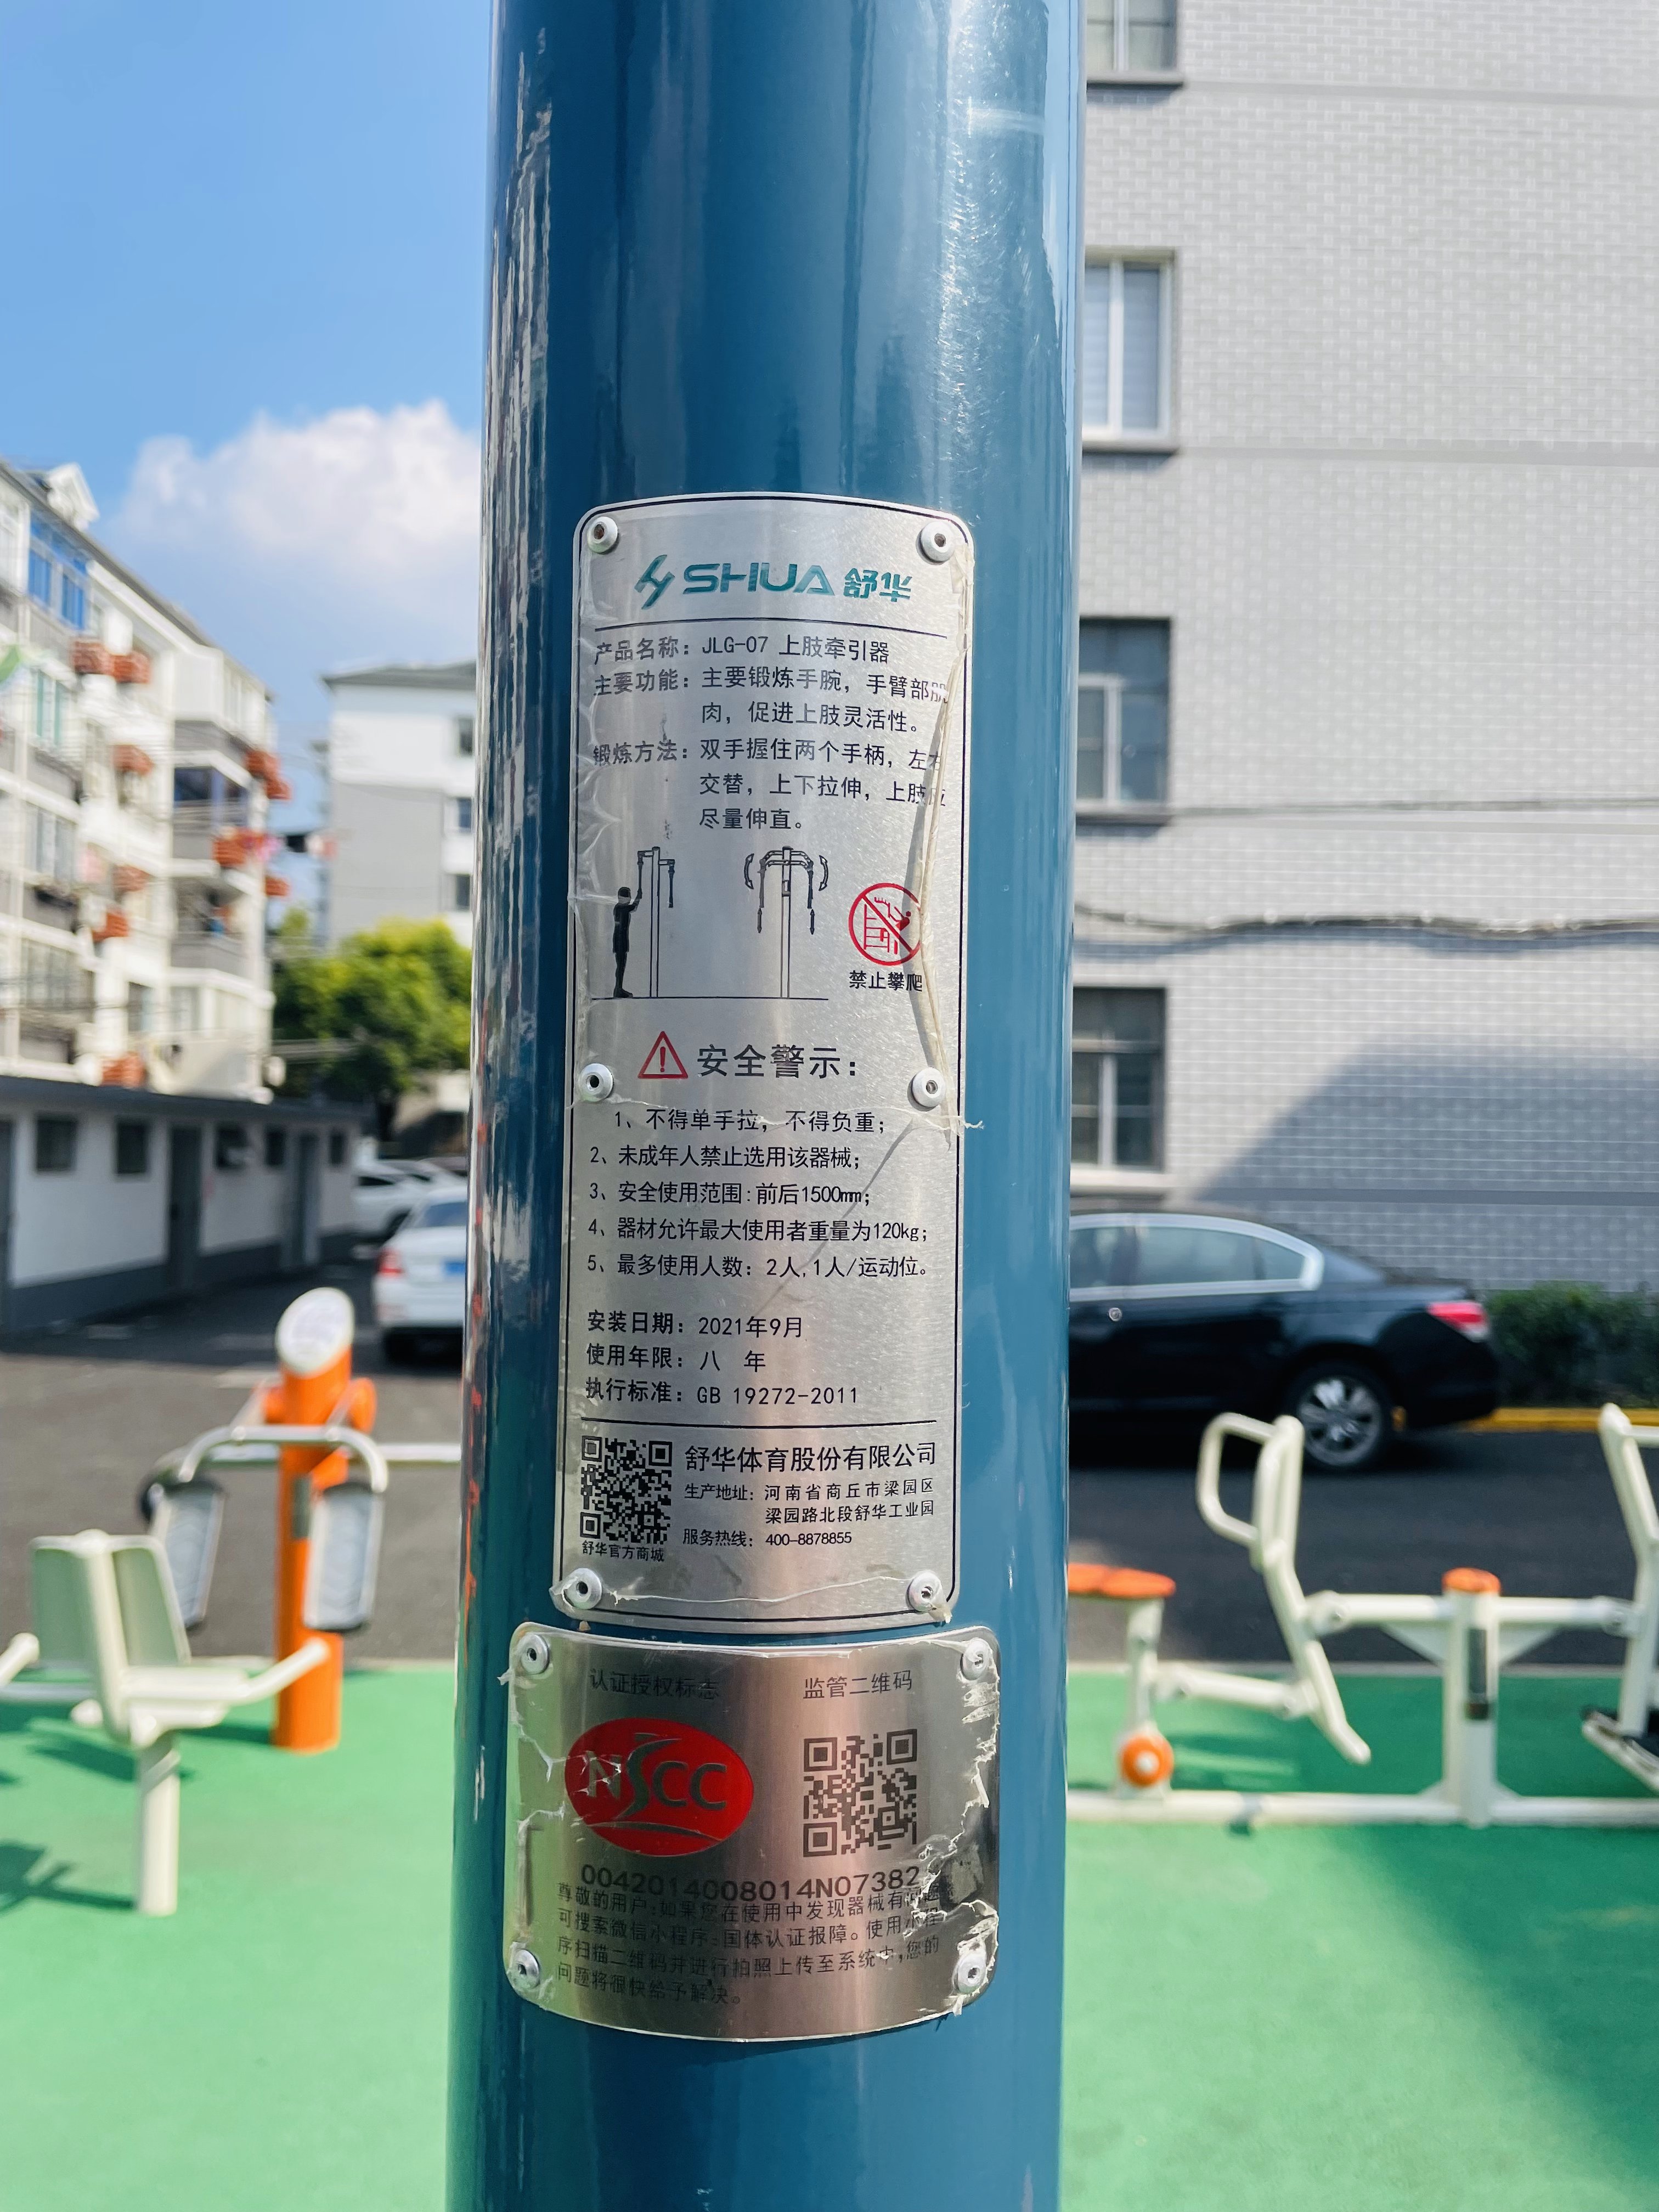 SHUA 舒华
产品名称：JLG-07 上肢牵引器
主要功能：主要锻炼手腕，手臂部肌
肉，促进上肢灵活性。
锻炼方法：双手握住两个手柄，左右
交替，上下拉伸，上肢应
尽量伸直。
禁止攀爬
安全警示：
1、不得单手拉，不得负重；
2、未成年人禁止选用该器械；
3、安全使用范围：前后1500mm；
4、器材允许最大使用者重量为120kg；
5、最多使用人数：2人,1人/运动位。
安装日期：2021年9月
使用年限：八 年
执行标准：GB 19272-2011
舒华体育股份有限公司
生产地址：河南省商丘市梁园区
梁园路北段舒华工业园
服务热线：400-8878855
舒华官方商城
认证授权标志 监管二维码
NSCC
0042014008014N07382
尊敬的用户:如果您在使用中发现器械有问题
可搜索微信小程序:国体认证报障。使用小程
序扫描二维码并进行拍照上传至系统中,您的
问题将很快给予解决。